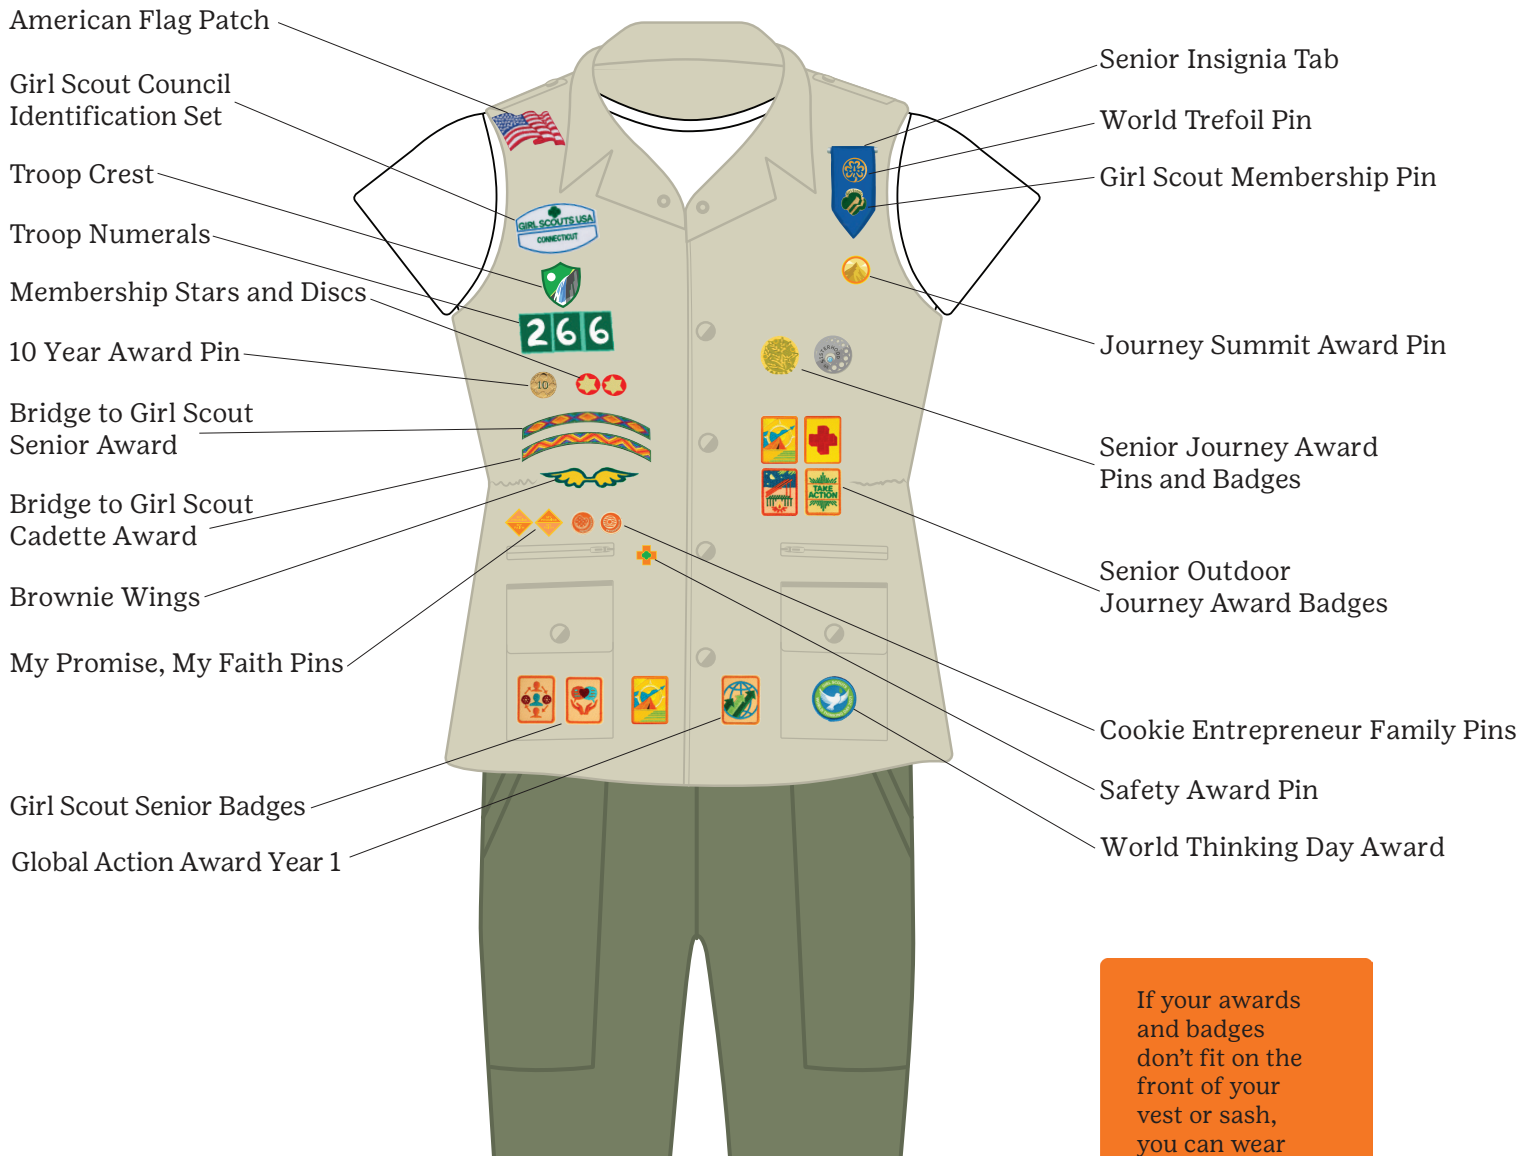 American Flag Patch
Girl Scout Council
Identification Set
Troop Crest
Troop Numerals
Membership Stars and Discs
10 Year Award Pin
Bridge to Girl Scout
Senior Award
Bridge to Girl Scout
Cadette Award
Brownie Wings
My Promise, My Faith Pins
Girl Scout Senior Badges
Global Action Award Year 1
GIRL SCOUTS USA
CONNECTICUT
266
10
SISTERHOOD
TAKE
ACTION
Senior Insignia Tab
World Trefoil Pin
Girl Scout Membership Pin
Journey Summit Award Pin
Senior Journey Award
Pins and Badges
Senior Outdoor
Journey Award Badges
Cookie Entrepreneur Family Pins
Safety Award Pin
World Thinking Day Award
If your awards
and badges
don’t fit on the
front of your
vest or sash,
you can wear